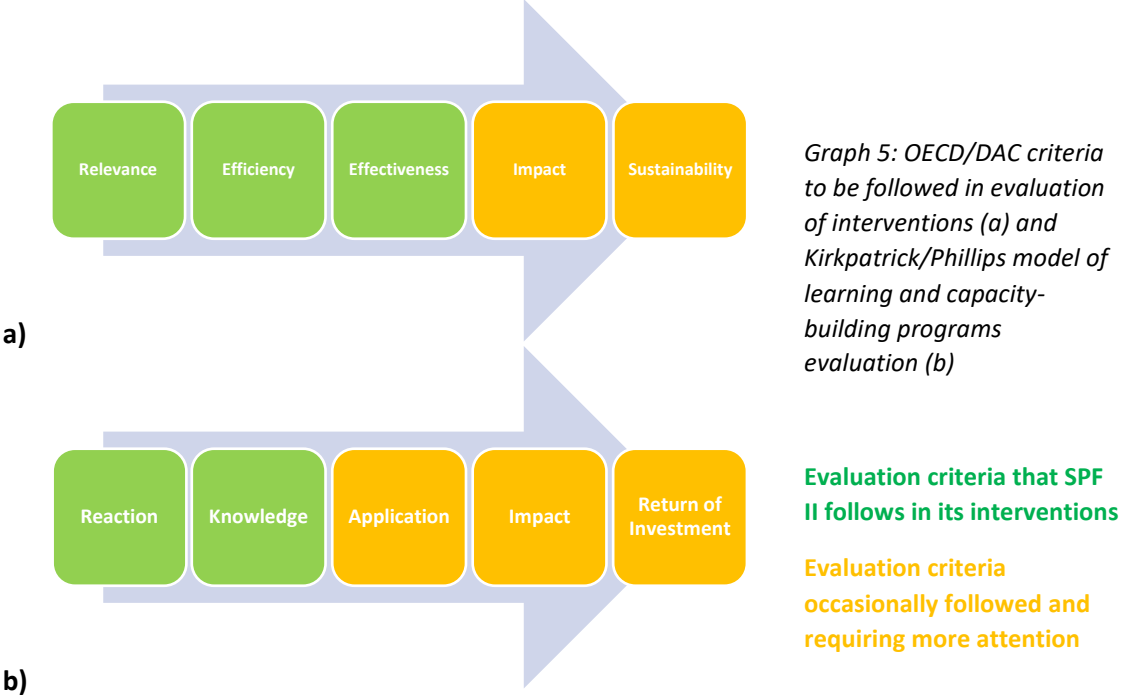 Relevance
Efficiency
Effectiveness
Impact
Sustainability
Graph 5: OECD/DAC criteria
to be followed in evaluation
of interventions (a) and
Kirkpatrick/Phillips model of
learning and capacity-
building programs
evaluation (b)
a)
Reaction
Knowledge
Application
Impact
Return of
Investment
Evaluation criteria that SPF
II follows in its interventions
Evaluation criteria
occasionally followed and
requiring more attention
b)